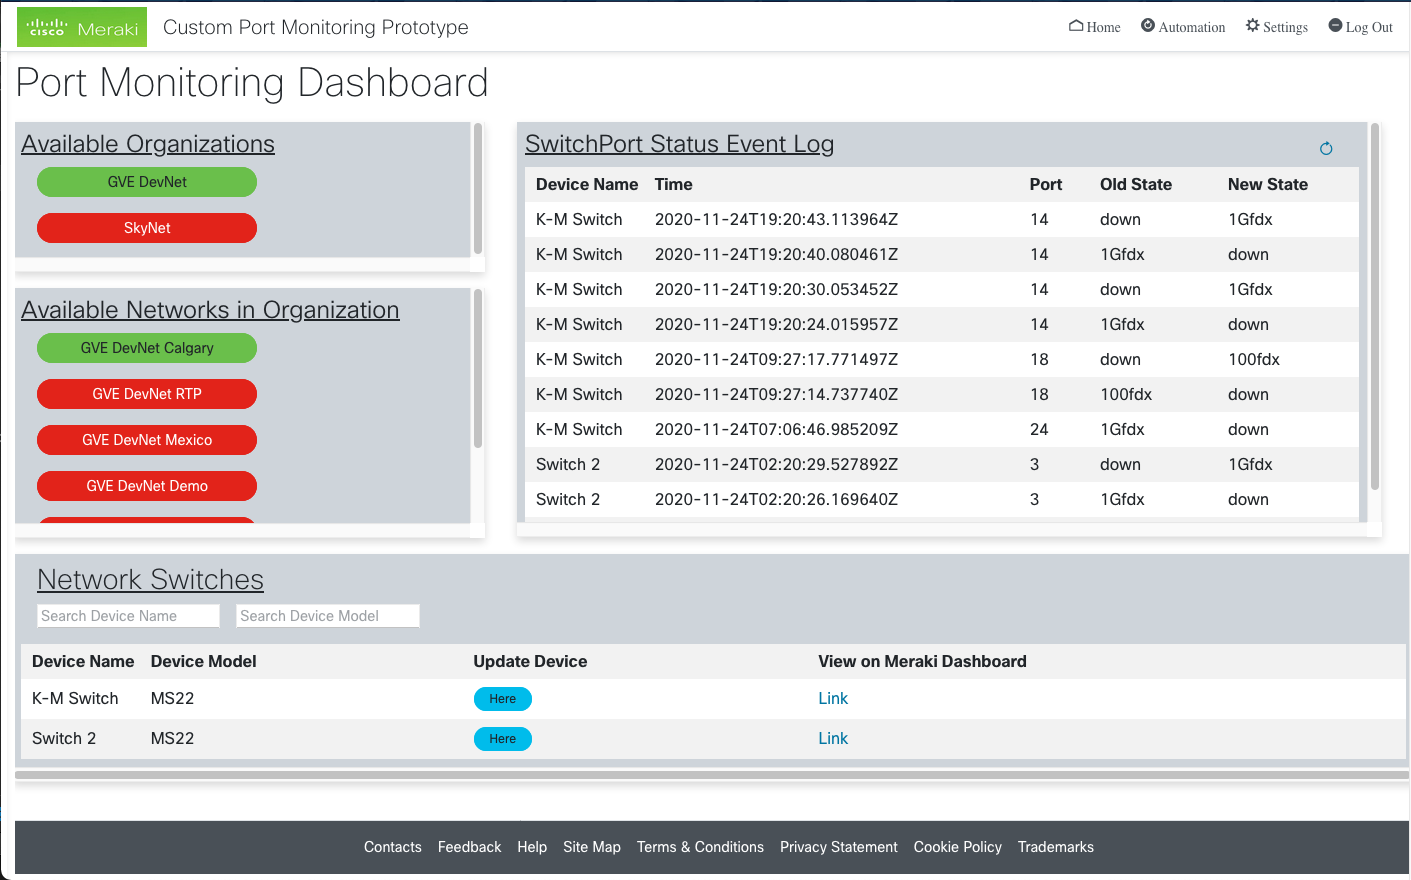 CISCO Meraki Custom Port Monitoring Prototype Home Automation Settings Log Out
Port Monitoring Dashboard
Available Organizations
GVE DevNet
SkyNet
Available Networks in Organization
GVE DevNet Calgary
GVE DevNet RTP
GVE DevNet Mexico
GVE DevNet Demo
SwitchPort Status Event Log
Device Name Time Port Old State New State
K-M Switch 2020-11-24T19:20:43.113964Z 14 down 1Gfdx
K-M Switch 2020-11-24T19:20:40.080461Z 14 1Gfdx down
K-M Switch 2020-11-24T19:20:30.053452Z 14 down 1Gfdx
K-M Switch 2020-11-24T19:20:24.015957Z 14 1Gfdx down
K-M Switch 2020-11-24T09:27:17.771497Z 18 down 100fdx
K-M Switch 2020-11-24T09:27:14.737740Z 18 100fdx down
K-M Switch 2020-11-24T07:06:46.985209Z 24 1Gfdx down
Switch 2 2020-11-24T02:20:29.527892Z 3 down 1Gfdx
Switch 2 2020-11-24T02:20:26.169640Z 3 1Gfdx down
Network Switches
Search Device Name Search Device Model
Device Name Device Model Update Device View on Meraki Dashboard
K-M Switch MS22 Here Link
Switch 2 MS22 Here Link
Contacts Feedback Help Site Map Terms & Conditions Privacy Statement Cookie Policy Trademarks